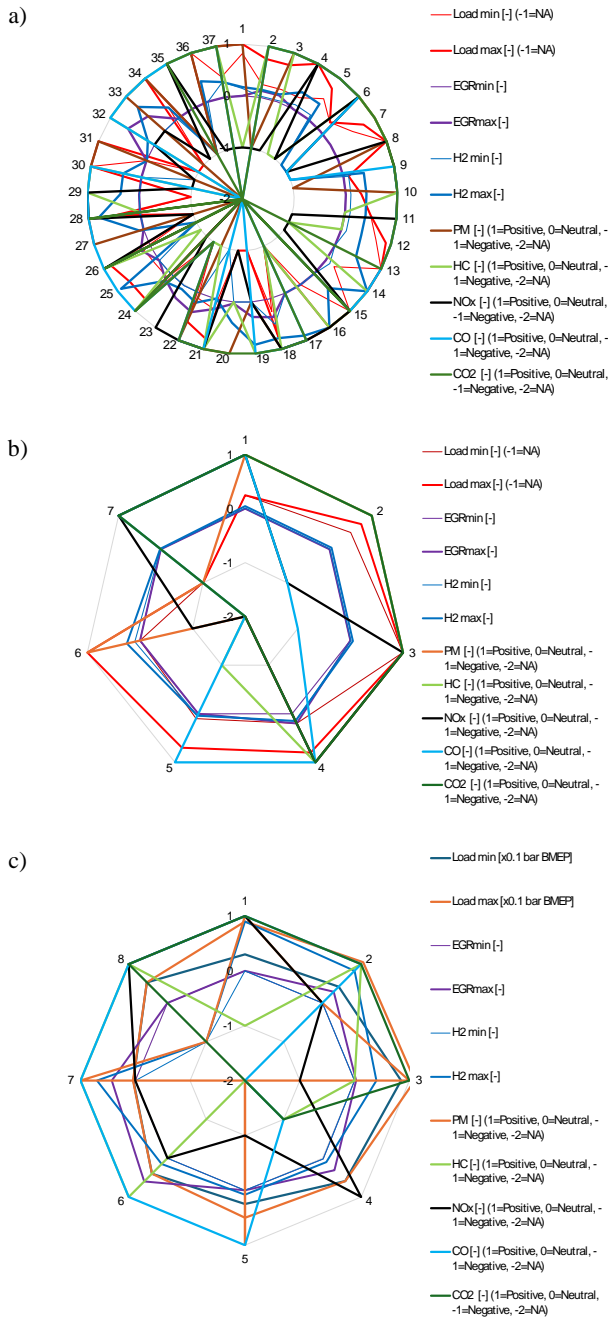 a)
Load min [-] (-1=NA)
Load max [-] (-1=NA)
EGRmin [-]
EGRmax [-]
H2 min [-]
H2 max [-]
PM [-] (1=Positive, 0=Neutral, -
1=Negative, -2=NA)
HC [-] (1=Positive, 0=Neutral, -
1=Negative, -2=NA)
NOx [-] (1=Positive, 0=Neutral,
-1=Negative, -2=NA)
CO [-] (1=Positive, 0=Neutral, -
1=Negative, -2=NA)
CO2 [-] (1=Positive, 0=Neutral,
-1=Negative, -2=NA)
1
0
-1
-2
1
2
3
4
5
6
7
8
9
10
11
12
13
14
15
16
17
18
19
20
21
22
23
24
25
26
27
28
29
30
31
32
33
34
35
36
37
b)
Load min [-] (-1=NA)
Load max [-] (-1=NA)
EGRmin [-]
EGRmax [-]
H2 min [-]
H2 max [-]
PM [-] (1=Positive, 0=Neutral, -
1=Negative, -2=NA)
HC [-] (1=Positive, 0=Neutral, -
1=Negative, -2=NA)
NOx [-] (1=Positive, 0=Neutral, -
1=Negative, -2=NA)
CO [-] (1=Positive, 0=Neutral, -
1=Negative, -2=NA)
CO2 [-] (1=Positive, 0=Neutral, -
1=Negative, -2=NA)
1
0
-1
-2
1
2
3
4
5
6
7
c)
Load min [x0.1 bar BMEP]
Load max [x0.1 bar BMEP]
EGRmin [-]
EGRmax [-]
H2 min [-]
H2 max [-]
PM [-] (1=Positive, 0=Neutral, -
1=Negative, -2=NA)
HC [-] (1=Positive, 0=Neutral, -
1=Negative, -2=NA)
NOx [-] (1=Positive, 0=Neutral, -
1=Negative, -2=NA)
CO [-] (1=Positive, 0=Neutral, -
1=Negative, -2=NA)
CO2 [-] (1=Positive, 0=Neutral,
-1=Negative, -2=NA)
1
0
-1
-2
1
2
3
4
5
6
7
8